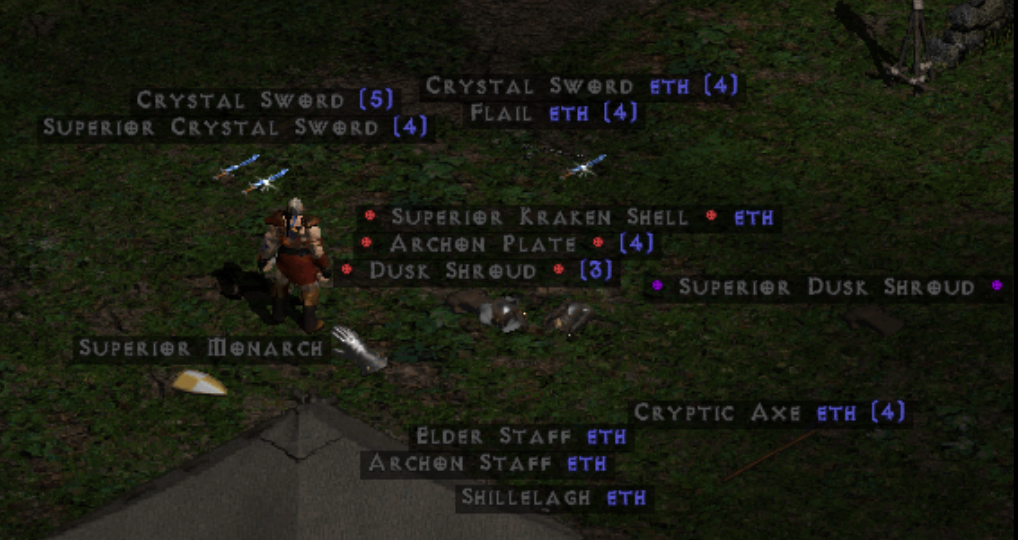 Crystal Sword eth (4)
Crystal Sword (5)
Flail eth (4)
Superior Crystal Sword (4)
Superior Kraken Shell eth
Archon Plate (4)
Dusk Shroud (3)
Superior Dusk Shroud
Superior Monarch
Cryptic Axe eth (4)
Elder Staff eth
Archon Staff eth
Shillelagh eth